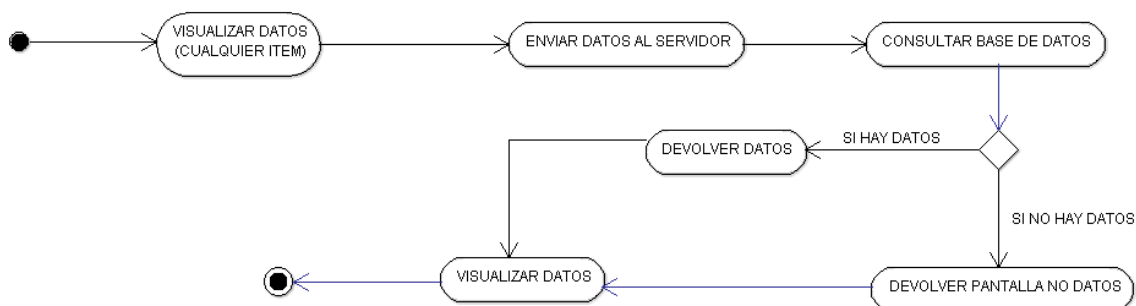 VISUALIZAR DATOS
(CUALQUIER ITEM)
ENVIAR DATOS AL SERVIDOR
CONSULTAR BASE DE DATOS
DEVOLVER DATOS
SI HAY DATOS
SI NO HAY DATOS
VISUALIZAR DATOS
DEVOLVER PANTALLA NO DATOS